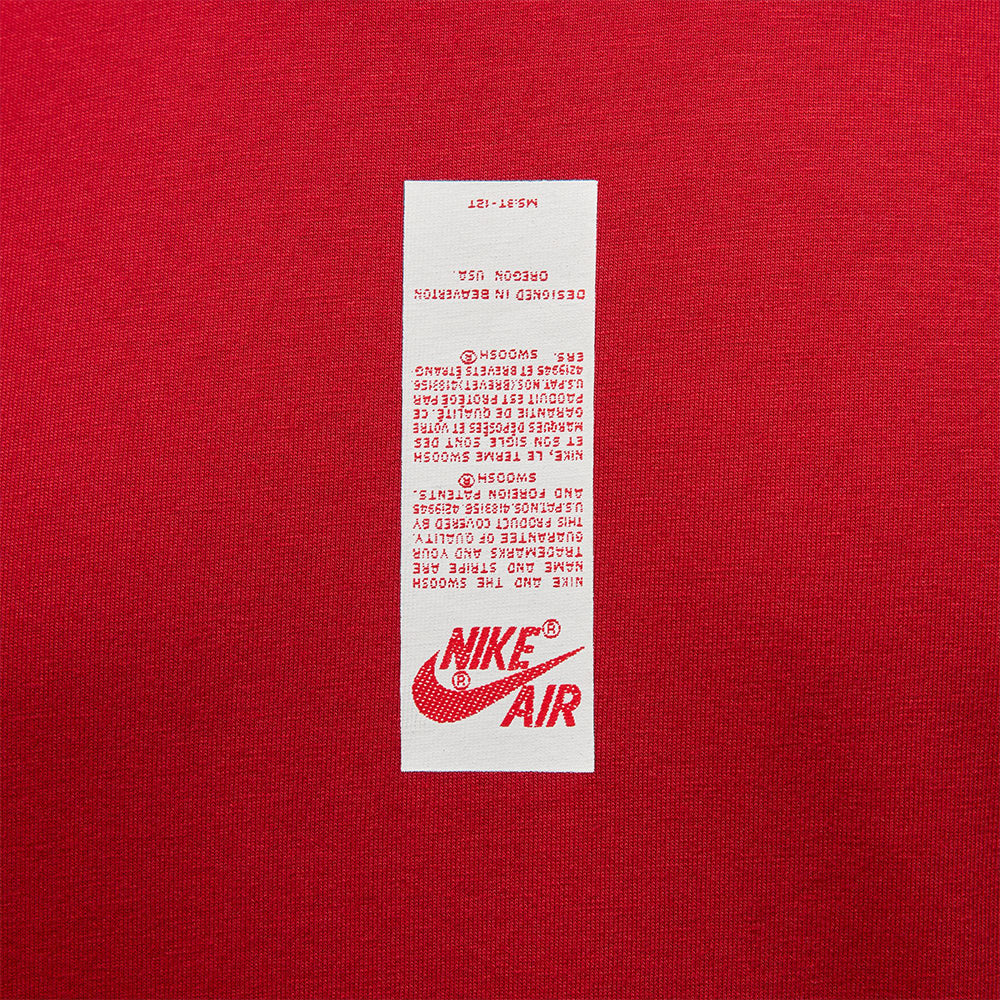 NIKE®
®
AIR
NIKE AND THE SWOOSH
NAME AND STRIPE ARE
TRADEMARKS AND YOUR
GUARANTEE OF QUALITY.
THIS PRODUCT COVERED BY
U.S.PAT.NOS.4183156. 4219945
AND FOREIGN PATENTS.
SWOOSH®
NIKE, LE TERME SWOOSH
ET SON SIGLE SONT DES
MARQUES DÉPOSÉES ET VOTRE
GARANTIE DE QUALITÉ. CE
PRODUIT EST PROTÉGÉ PAR
U.S.PAT.NOS.(BREVET)4183156.
4219945 ET BREVETS ÉTRANG
ERS. SWOOSH®
DESIGNED IN BEAVERTON
OREGON USA.
MS.3T-12T